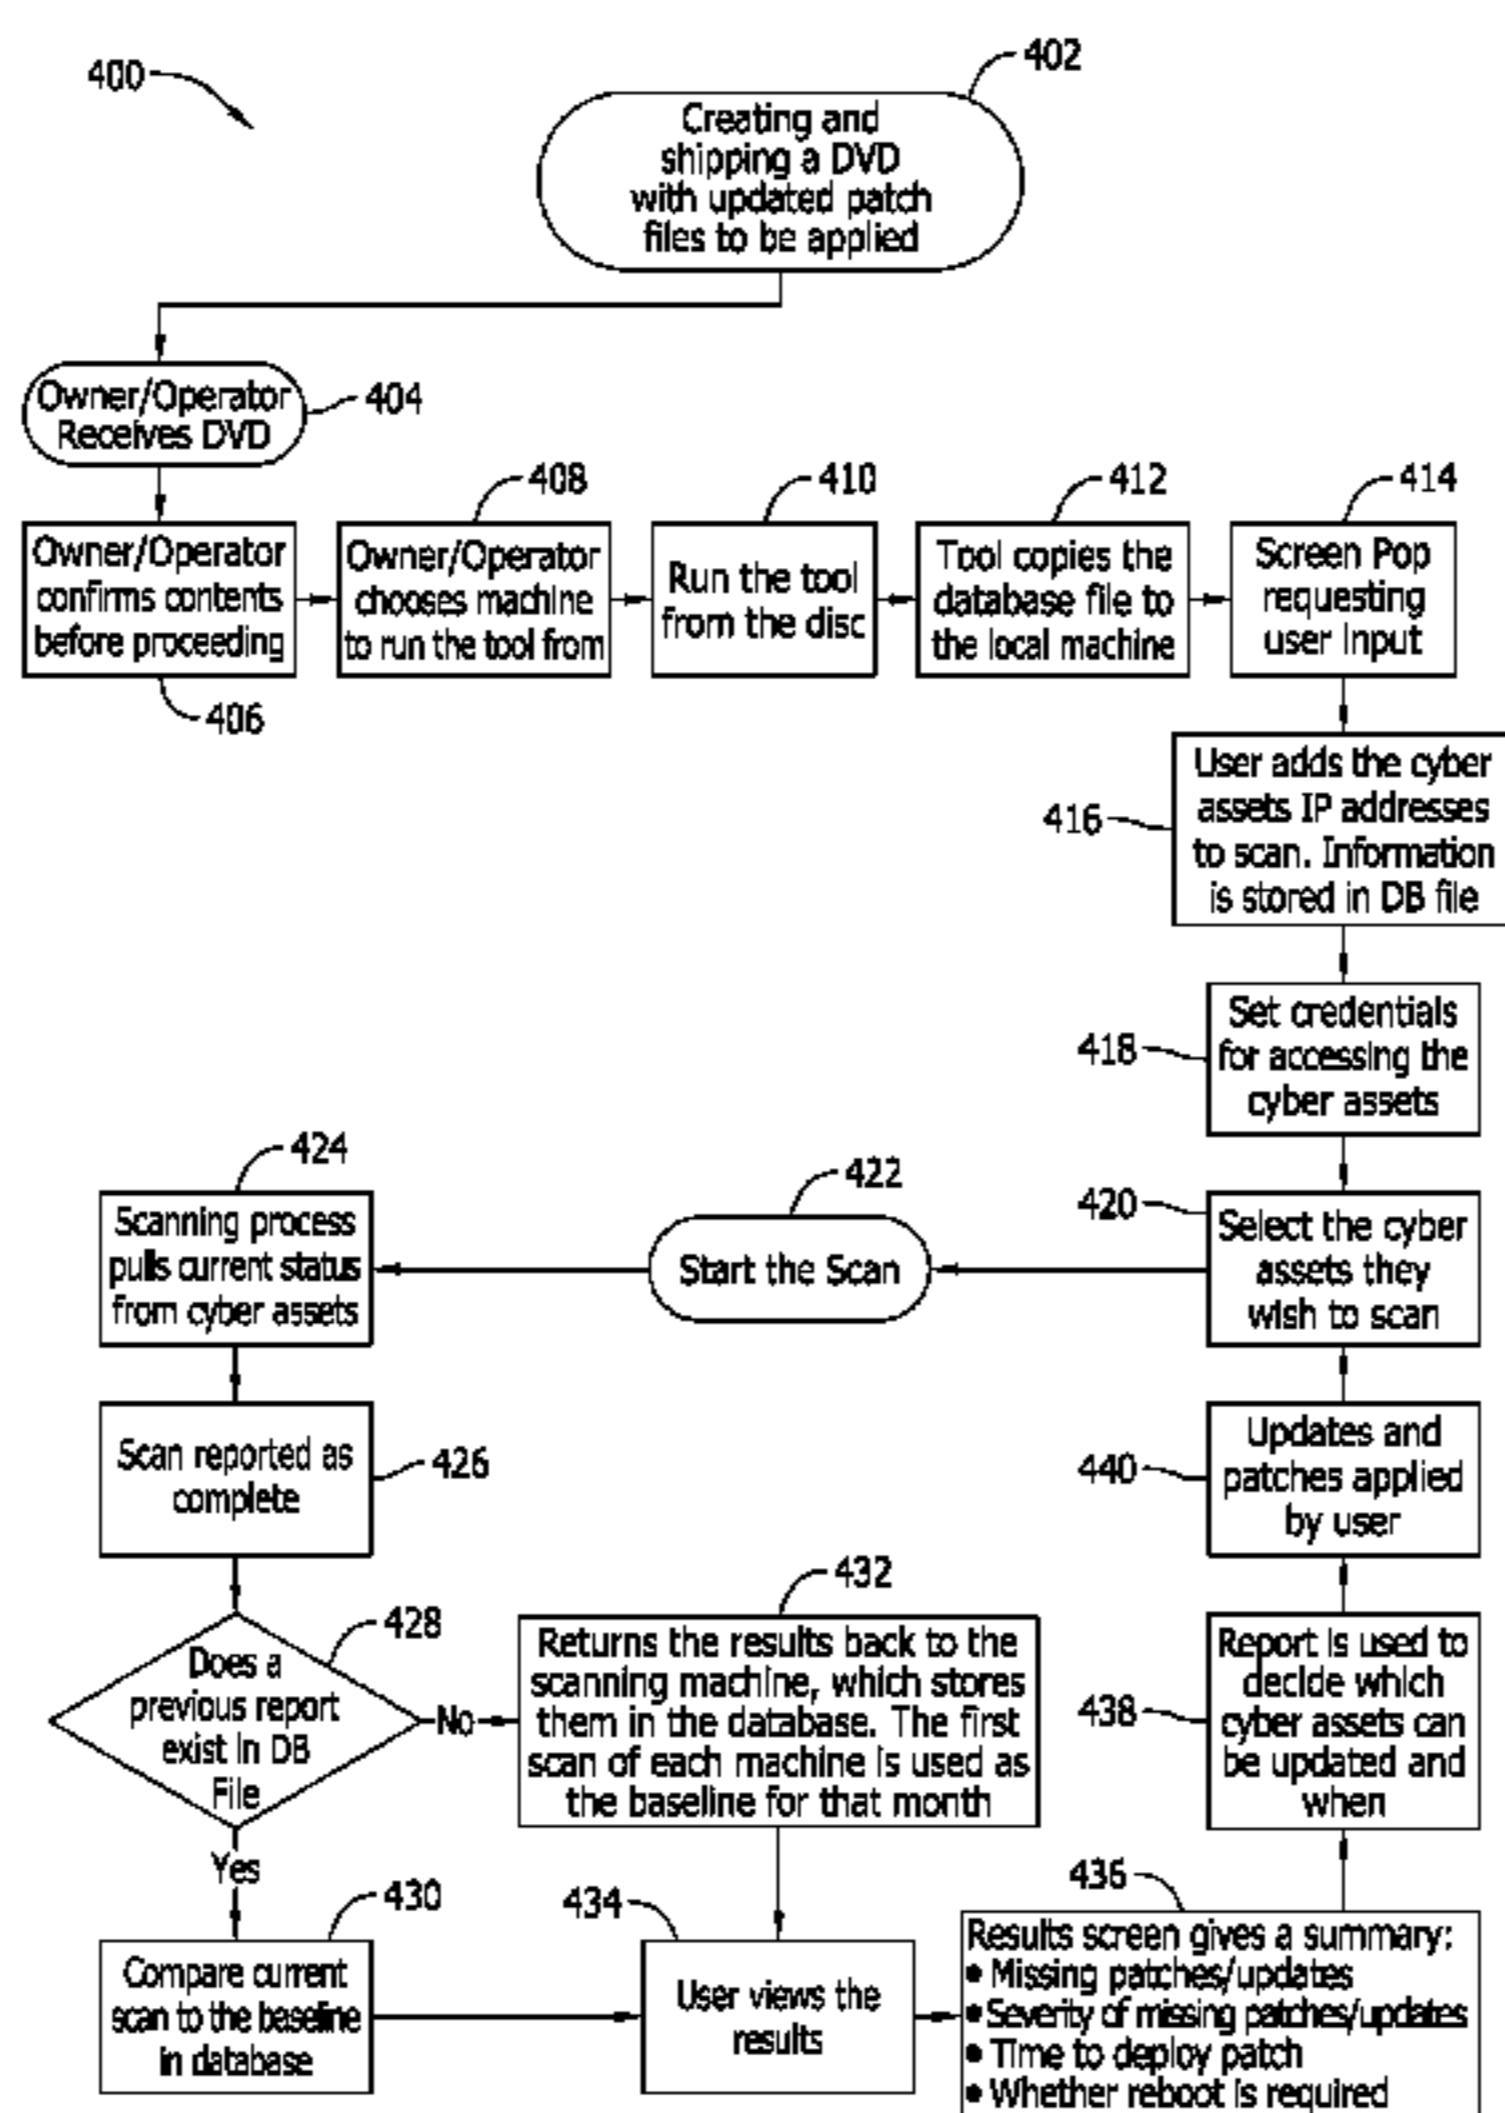 400
402
Creating and
shipping a DVD
with updated patch
files to be applied
Owner/Operator
Receives DVD
404
408
410
412
414
Owner/Operator
confirms contents
before proceeding
Owner/Operator
chooses machine
to run the tool from
Run the tool
from the disc
Tool copies the
database file to
the local machine
Screen Pop
requesting
user input
406
416
User adds the cyber
assets IP addresses
to scan. Information
is stored in DB file
418
Set credentials
for accessing the
cyber assets
424
422
420
Scanning process
pulls current status
from cyber assets
Start the Scan
Select the cyber
assets they
wish to scan
Scan reported as
complete
426
440
Updates and
patches applied
by user
428
Does a
previous report
exist in DB
File
No
432
Returns the results back to the
scanning machine, which stores
them in the database. The first
scan of each machine is used as
the baseline for that month
438
Report is used to
decide which
cyber assets can
be updated and
when
Yes
430
434
436
Compare current
scan to the baseline
in database
User views the
results
Results screen gives a summary:
• Missing patches/updates
• Severity of missing patches/updates
• Time to deploy patch
• Whether reboot is required